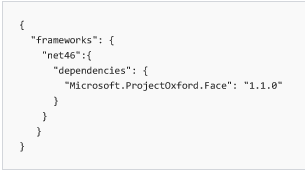 {
  "frameworks": {
    "net46":{
      "dependencies": {
        "Microsoft.ProjectOxford.Face": "1.1.0"
      }
    }
   }
}